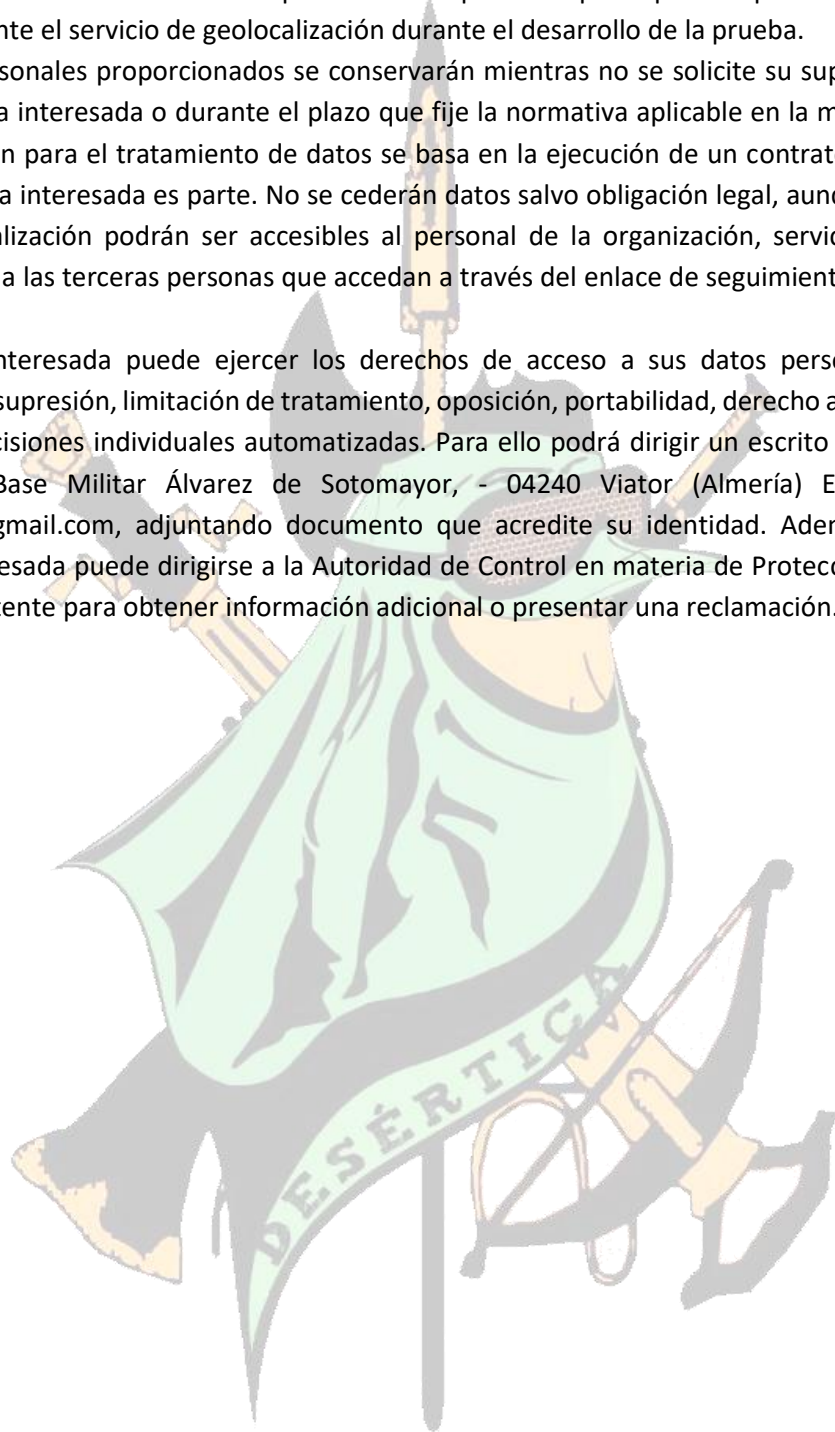 nte el servicio de geolocalización durante el desarrollo de la prueba.
sonales proporcionados se conservarán mientras no se solicite su sup
a interesada o durante el plazo que fije la normativa aplicable en la m
n para el tratamiento de datos se basa en la ejecución de un contrat
a interesada es parte. No se cederán datos salvo obligación legal, aun
alización podrán ser accesibles al personal de la organización, servic
a las terceras personas que accedan a través del enlace de seguimient
nteresada puede ejercer los derechos de acceso a sus datos pers
supresión, limitación de tratamiento, oposición, portabilidad, derecho a
cisiones individuales automatizadas. Para ello podrá dirigir un escrito
Base Militar Álvarez de Sotomayor, - 04240 Viator (Almería) E
gmail.com, adjuntando documento que acredite su identidad. Ade
esada puede dirigirse a la Autoridad de Control en materia de Protec
tente para obtener información adicional o presentar una reclamación.
DESÉRTICA